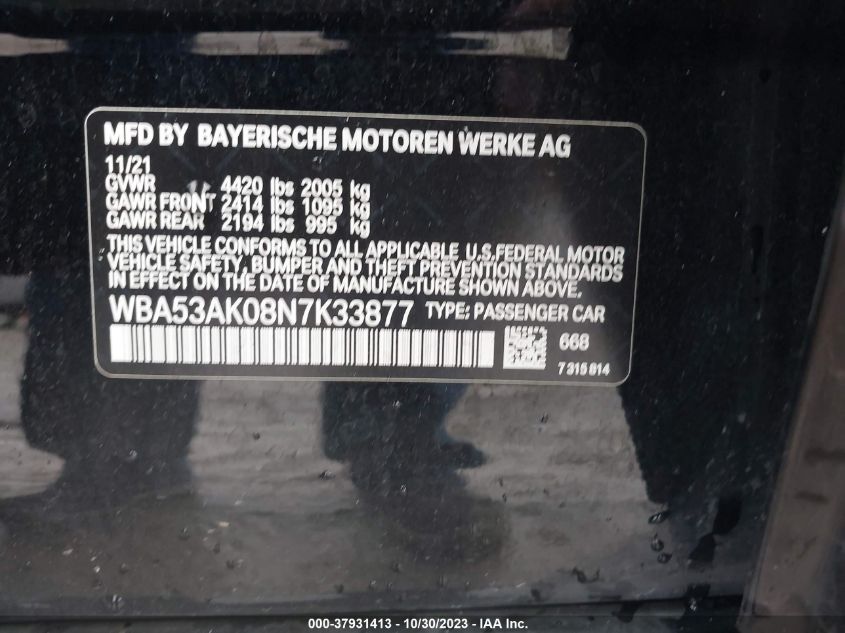 MFD BY BAYERISCHE MOTOREN WERKE AG
11/21
GVWR 4420 lbs 2005 kg
GAWR FRONT 2414 lbs 1095 kg
GAWR REAR 2194 lbs 995 kg
THIS VEHICLE CONFORMS TO ALL APPLICABLE U.S.FEDERAL MOTOR
VEHICLE SAFETY, BUMPER AND THEFT PREVENTION STANDARDS
IN EFFECT ON THE DATE OF MANUFACTURE SHOWN ABOVE.
WBA53AK08N7K33877 TYPE: PASSENGER CAR
668
7 315 814
000-37931413 - 10/30/2023 - IAA Inc.